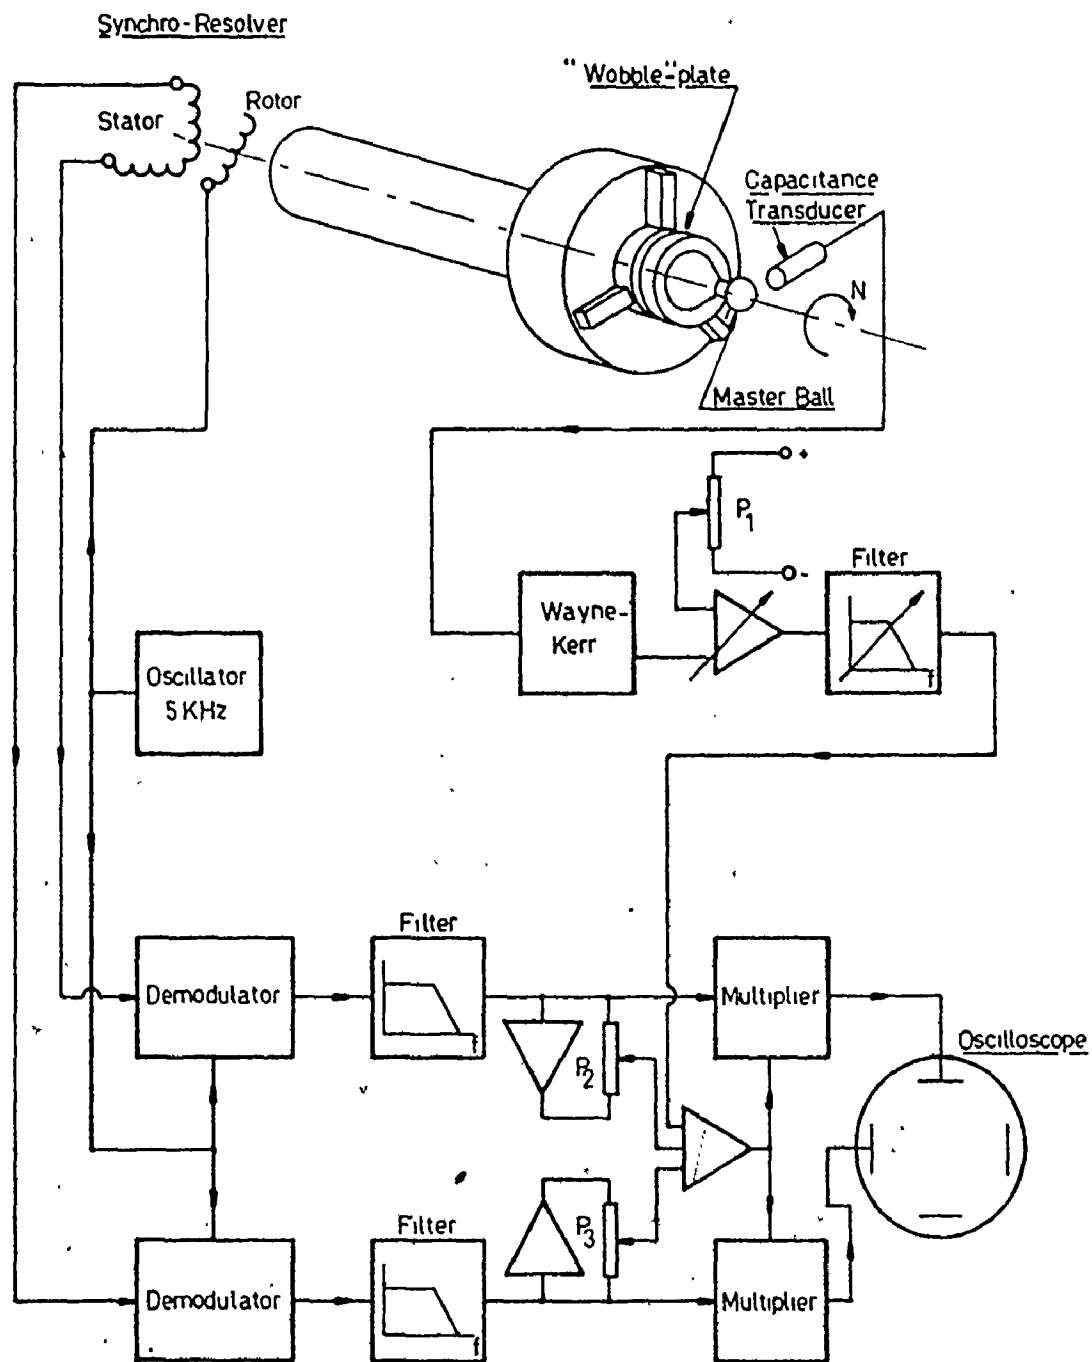 Synchro-Resolver
"Wobble"-plate
Rotor
Stator
Capacitance
Transducer
N
Master Ball
+
P1
-
Filter
Wayne-
Kerr
f
Oscillator
5 KHz
Filter
Demodulator
f
Multiplier
Oscilloscope
P2
Filter
P3
Demodulator
f
Multiplier